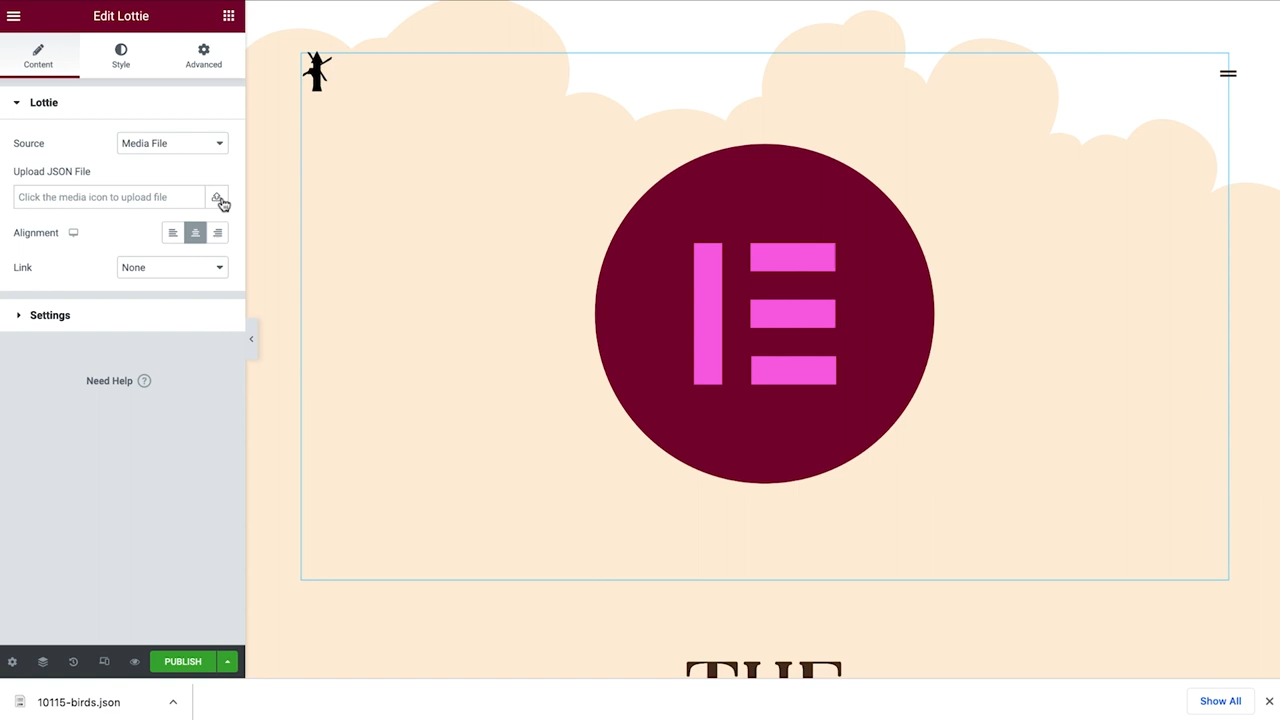 Edit Lottie
Content
Style
Advanced
Lottie
Source
Media File
Upload JSON File
Click the media icon to upload file
Alignment
Link
None
Settings
Need Help ?
PUBLISH
THE
10115-birds.json
Show All